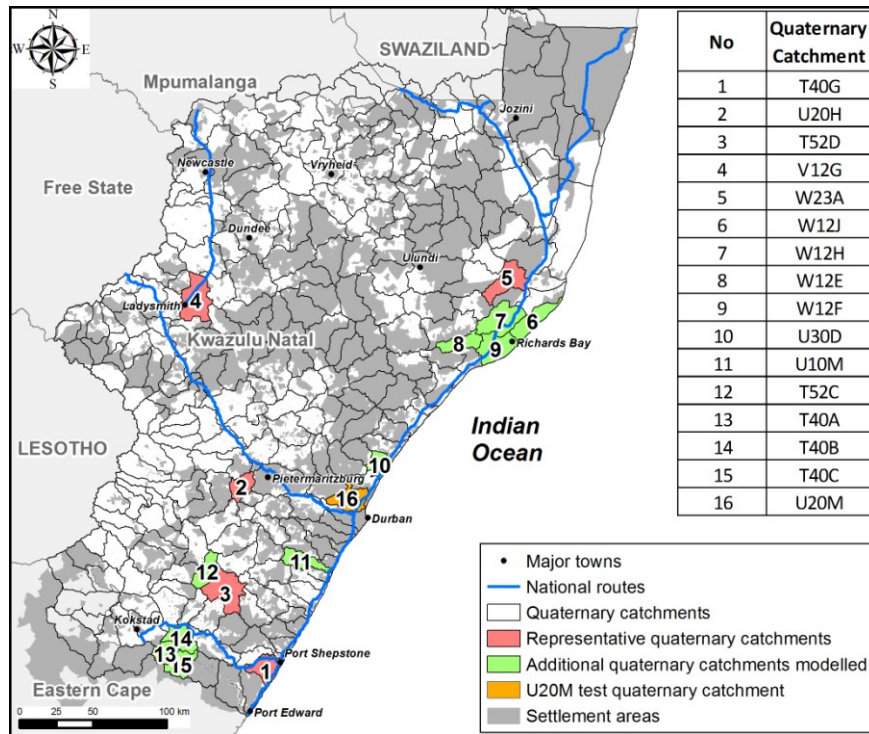 N
W E
S
SWAZILAND
Mpumalanga
Jozini
Newcastle
Vryheid
Free State
Dundee
Ulundi
5
4
Ladysmith
7 6
Kwazulu Natal
8 9 Richards Bay
Indian
Ocean
LESOTHO
10
Pietermaritzburg
2
16
Durban
11
12
3
Kokstad
14
13
15
Port Shepstone
1
Eastern Cape
Port Edward
0 25 50 100 km
No Quaternary Catchment
1 T40G
2 U20H
3 T52D
4 V12G
5 W23A
6 W12J
7 W12H
8 W12E
9 W12F
10 U30D
11 U10M
12 T52C
13 T40A
14 T40B
15 T40C
16 U20M
Major towns
National routes
Quaternary catchments
Representative quaternary catchments
Additional quaternary catchments modelled
U20M test quaternary catchment
Settlement areas